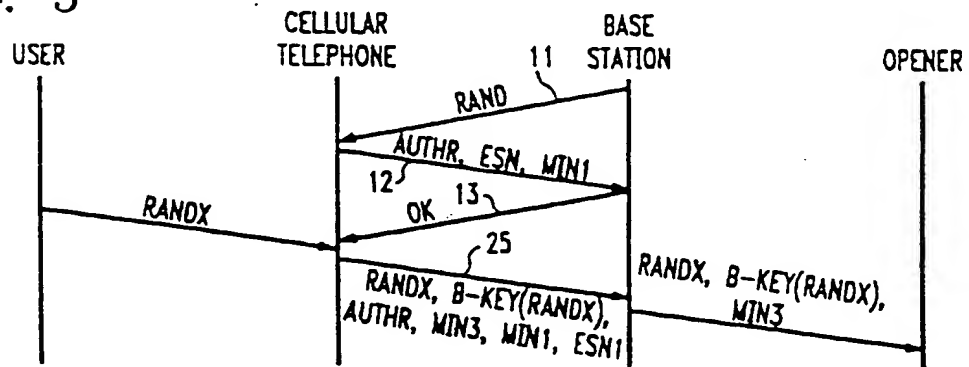 USER
CELLULAR
TELEPHONE
BASE
STATION
OPENER
11
RAND
AUTHR, ESN, MIN1
12
13
OK
RANDX
25
RANDX, B-KEY(RANDX),
AUTHR, MIN3, MIN1, ESN1
RANDX, B-KEY(RANDX),
MIN3